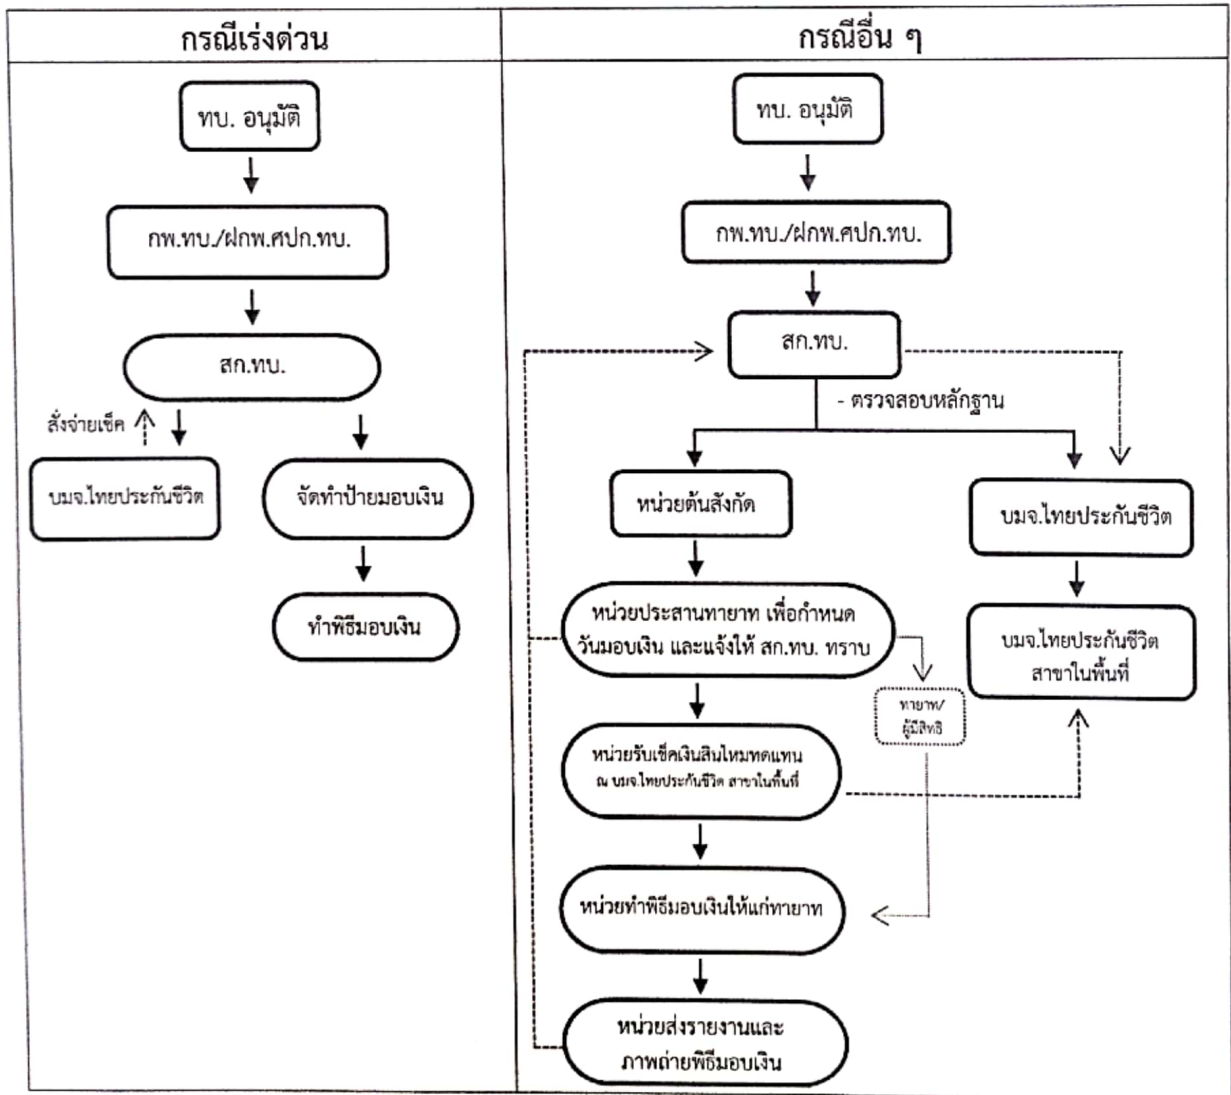 กรณีเร่งด่วน
ทบ. อนุมัติ
กพ.ทบ./ฝกพ.ศปก.ทบ.
สก.ทบ.
สั่งจ่ายเช็ค
บมจ.ไทยประกันชีวิต
จัดทำป้ายมอบเงิน
ทำพิธีมอบเงิน
กรณีอื่น ๆ
ทบ. อนุมัติ
กพ.ทบ./ฝกพ.ศปก.ทบ.
สก.ทบ.
- ตรวจสอบหลักฐาน
หน่วยต้นสังกัด
บมจ.ไทยประกันชีวิต
หน่วยประสานทายาท เพื่อกำหนด
วันมอบเงิน และแจ้งให้ สก.ทบ. ทราบ
บมจ.ไทยประกันชีวิต
สาขาในพื้นที่
ทายาท/
ผู้มีสิทธิ
หน่วยรับเช็คเงินสินไหมทดแทน
ณ บมจ.ไทยประกันชีวิต สาขาในพื้นที่
หน่วยทำพิธีมอบเงินให้แก่ทายาท
หน่วยส่งรายงานและ
ภาพถ่ายพิธีมอบเงิน